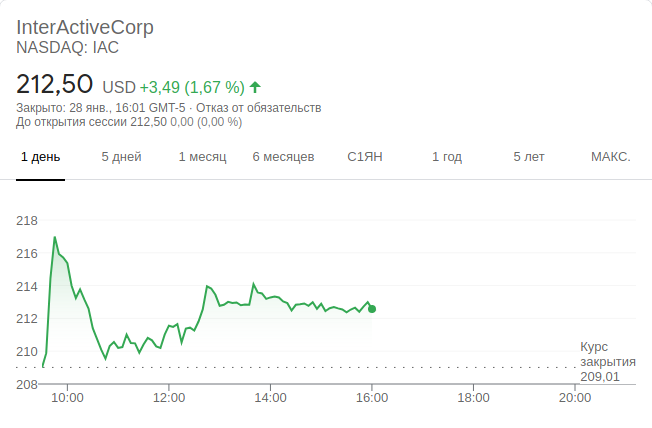 InterActiveCorp
NASDAQ: IAC
212,50 USD +3,49 (1,67 %)
Закрыто: 28 янв., 16:01 GMT-5 · Отказ от обязательств
До открытия сессии 212,50 0,00 (0,00 %)
1 день 5 дней 1 месяц 6 месяцев С1ЯН 1 год 5 лет МАКС.
218
216
214
212
210
Курс
закрытия
209,01
208
10:00 12:00 14:00 16:00 18:00 20:00